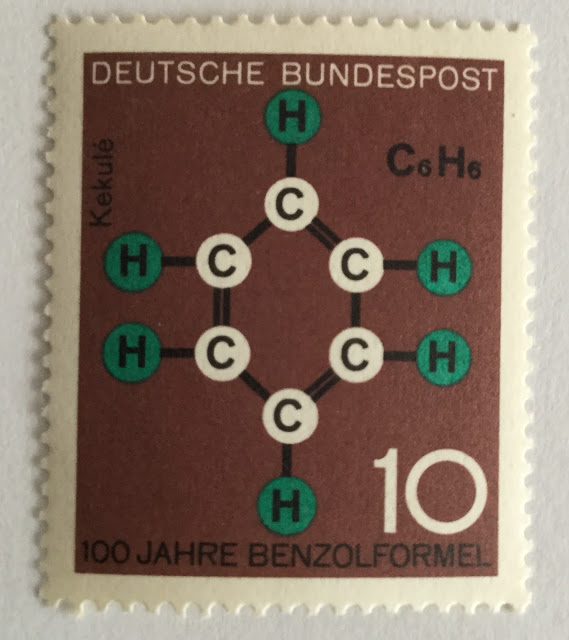 DEUTSCHE BUNDESPOST
Kekulé
C₆H₆
H
C
H C C H
H C C H
C
H
10
100 JAHRE BENZOLFORMEL